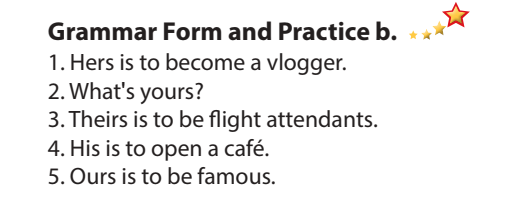 Grammar Form and Practice b.
1. Hers is to become a vlogger.
2. What's yours?
3. Theirs is to be flight attendants.
4. His is to open a café.
5. Ours is to be famous.